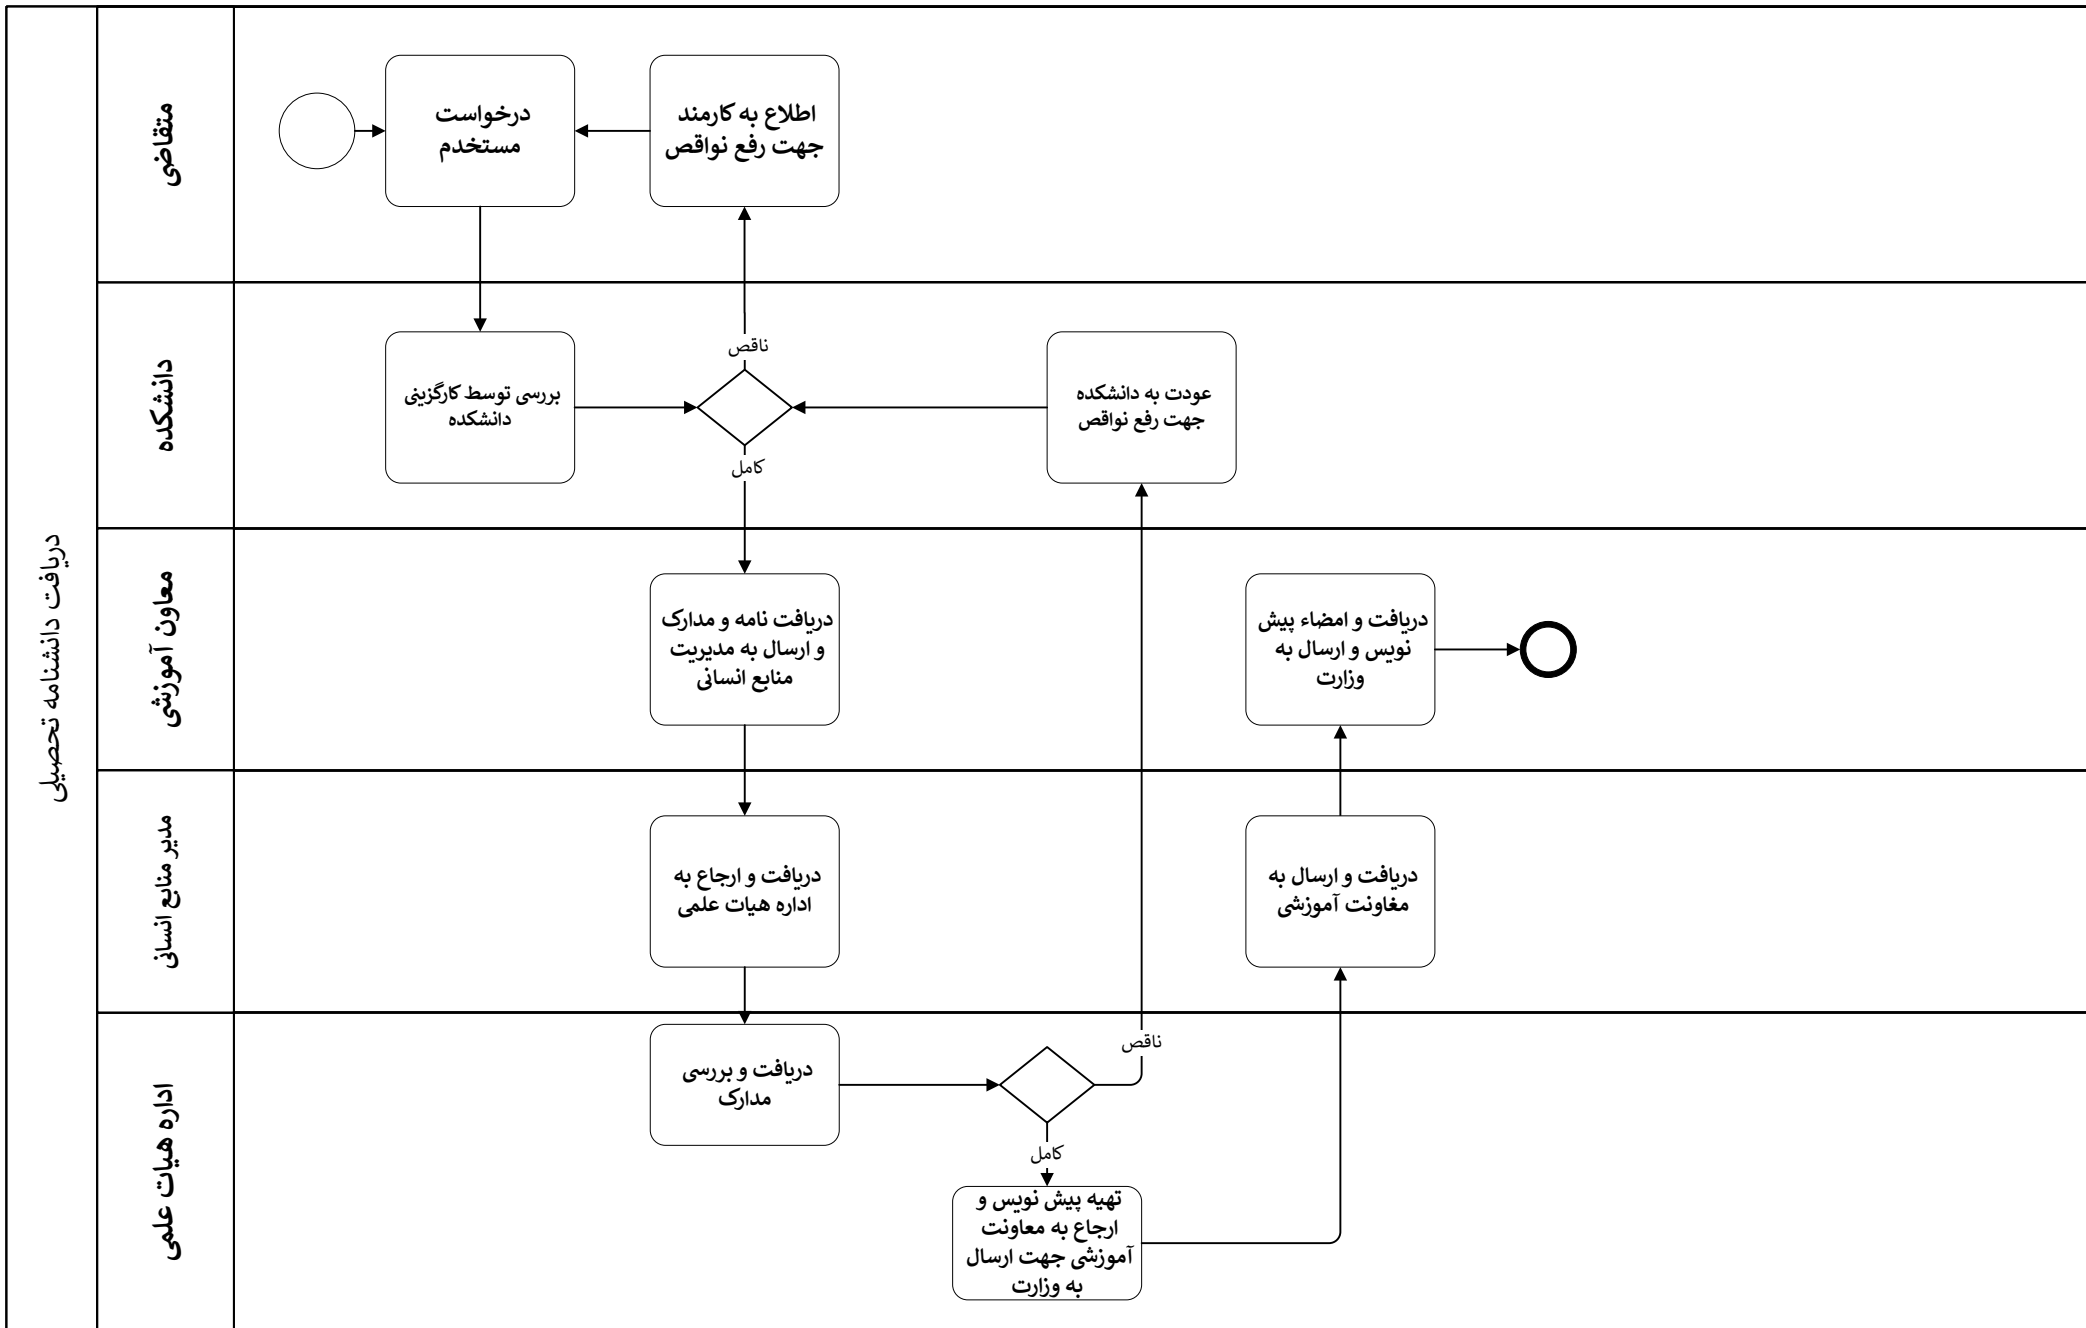 دریافت دانشنامه تحصیلی
متقاضی
درخواست
مستخدم
اطلاع به کارمند
جهت رفع نواقص
دانشکده
بررسی توسط کارگزینی
دانشکده
ناقص
کامل
عودت به دانشکده
جهت رفع نواقص
معاون آموزشی
دریافت نامه و مدارک
و ارسال به مدیریت
منابع انسانی
دریافت و امضاء پیش
نویس و ارسال به
وزارت
مدیر منابع انسانی
دریافت و ارجاع به
اداره هیات علمی
دریافت و ارسال به
مغاونت آموزشی
اداره هیات علمی
دریافت و بررسی
مدارک
ناقص
کامل
تهیه پیش نویس و
ارجاع به معاونت
آموزشی جهت ارسال
به وزارت